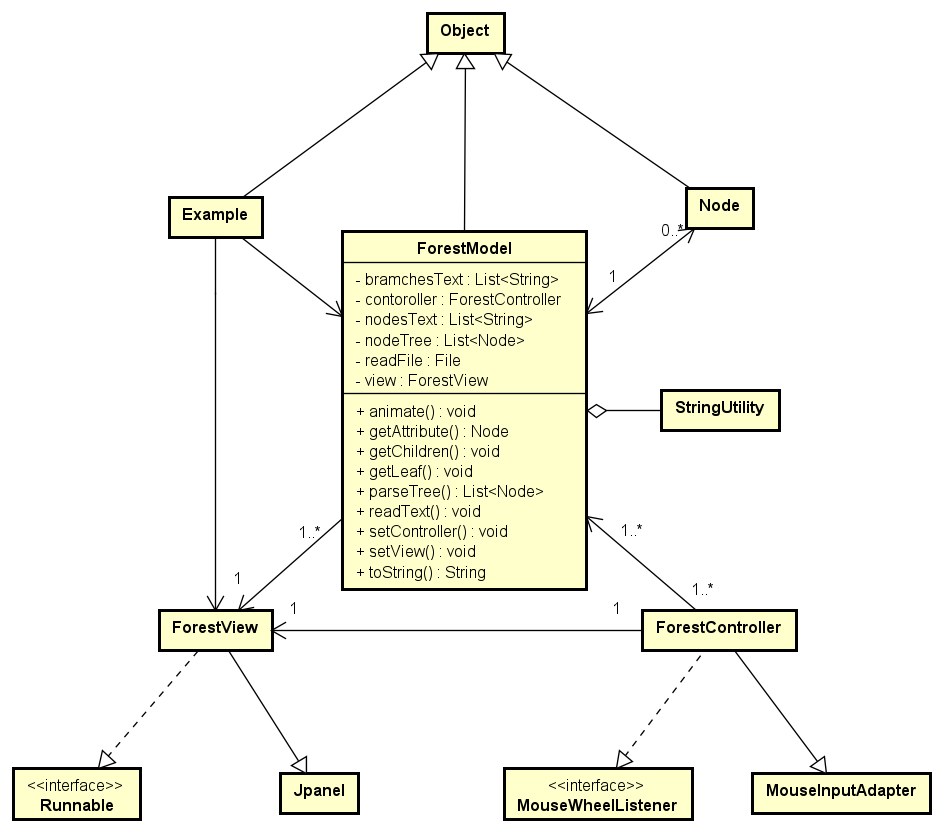 Object
Example
Node
0..*
1
ForestModel
- bramchesText : List<String>
- contoroller : ForestController
- nodesText : List<String>
- nodeTree : List<Node>
- readFile : File
- view : ForestView
+ animate() : void
+ getAttribute() : Node
+ getChildren() : void
+ getLeaf() : void
+ parseTree() : List<Node>
+ readText() : void
+ setController() : void
+ setView() : void
+ toString() : String
StringUtility
1..*
1..*
1
1..*
1
1
ForestView
ForestController
<<interface>>
Runnable
Jpanel
<<interface>>
MouseWheelListener
MouseInputAdapter